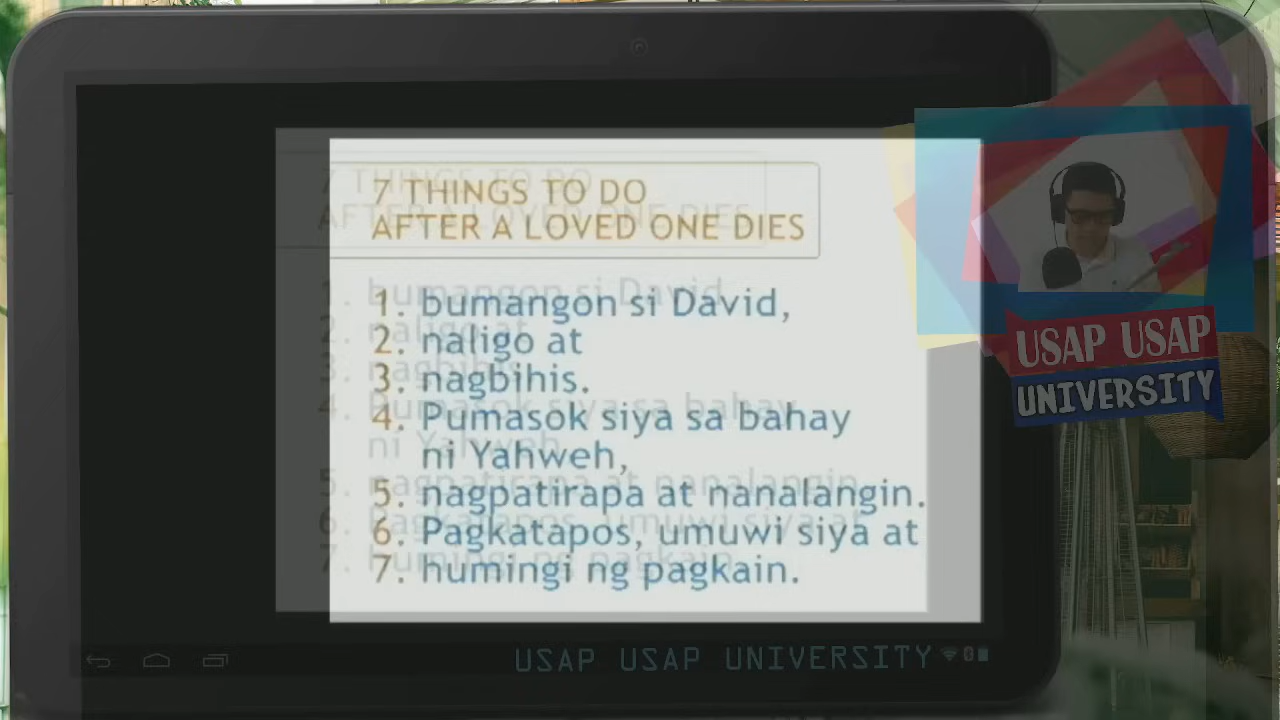 7 THINGS TO DO
AFTER A LOVED ONE DIES
1. bumangon si David,
2. naligo at
3. nagbihis.
4. Pumasok siya sa bahay
ni Yahweh,
5. nagpatirapa at nanalangin.
6. Pagkatapos, umuwi siya at
7. humingi ng pagkain.
USAP USAP
UNIVERSITY
USAP USAP UNIVERSITY